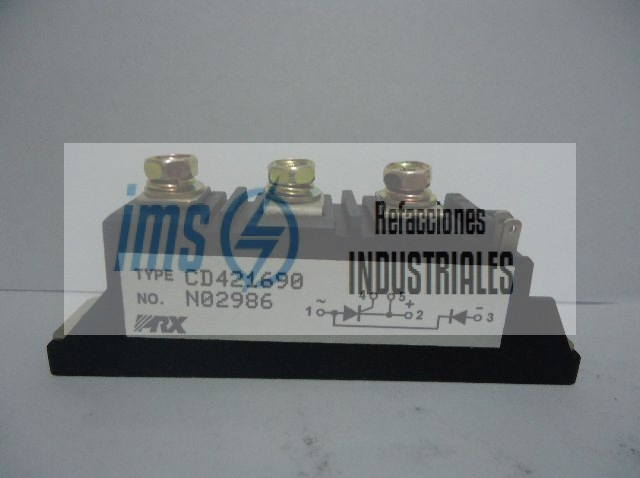 ims
Refacciones
INDUSTRIALES
TYPE CD421690
NO. N02986
PRX
1 ~ 4 5 + 2 - 3